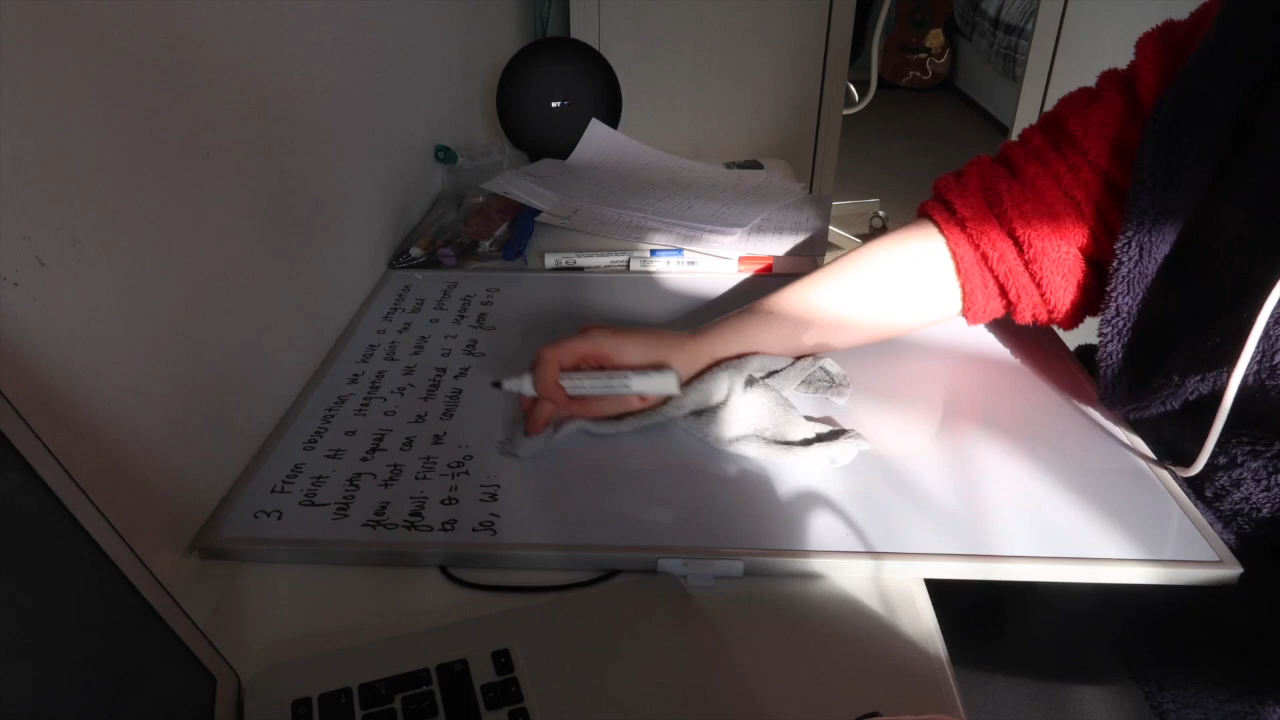 BT
3 From observation, we have a stagnation
point. At a stagnation point the local
velocity equals 0. So, we have a potential
flow that can be treated as 2 separate
flows. First we consider the flow from θ=0
to θ = ½θ₀ :
So, WS: